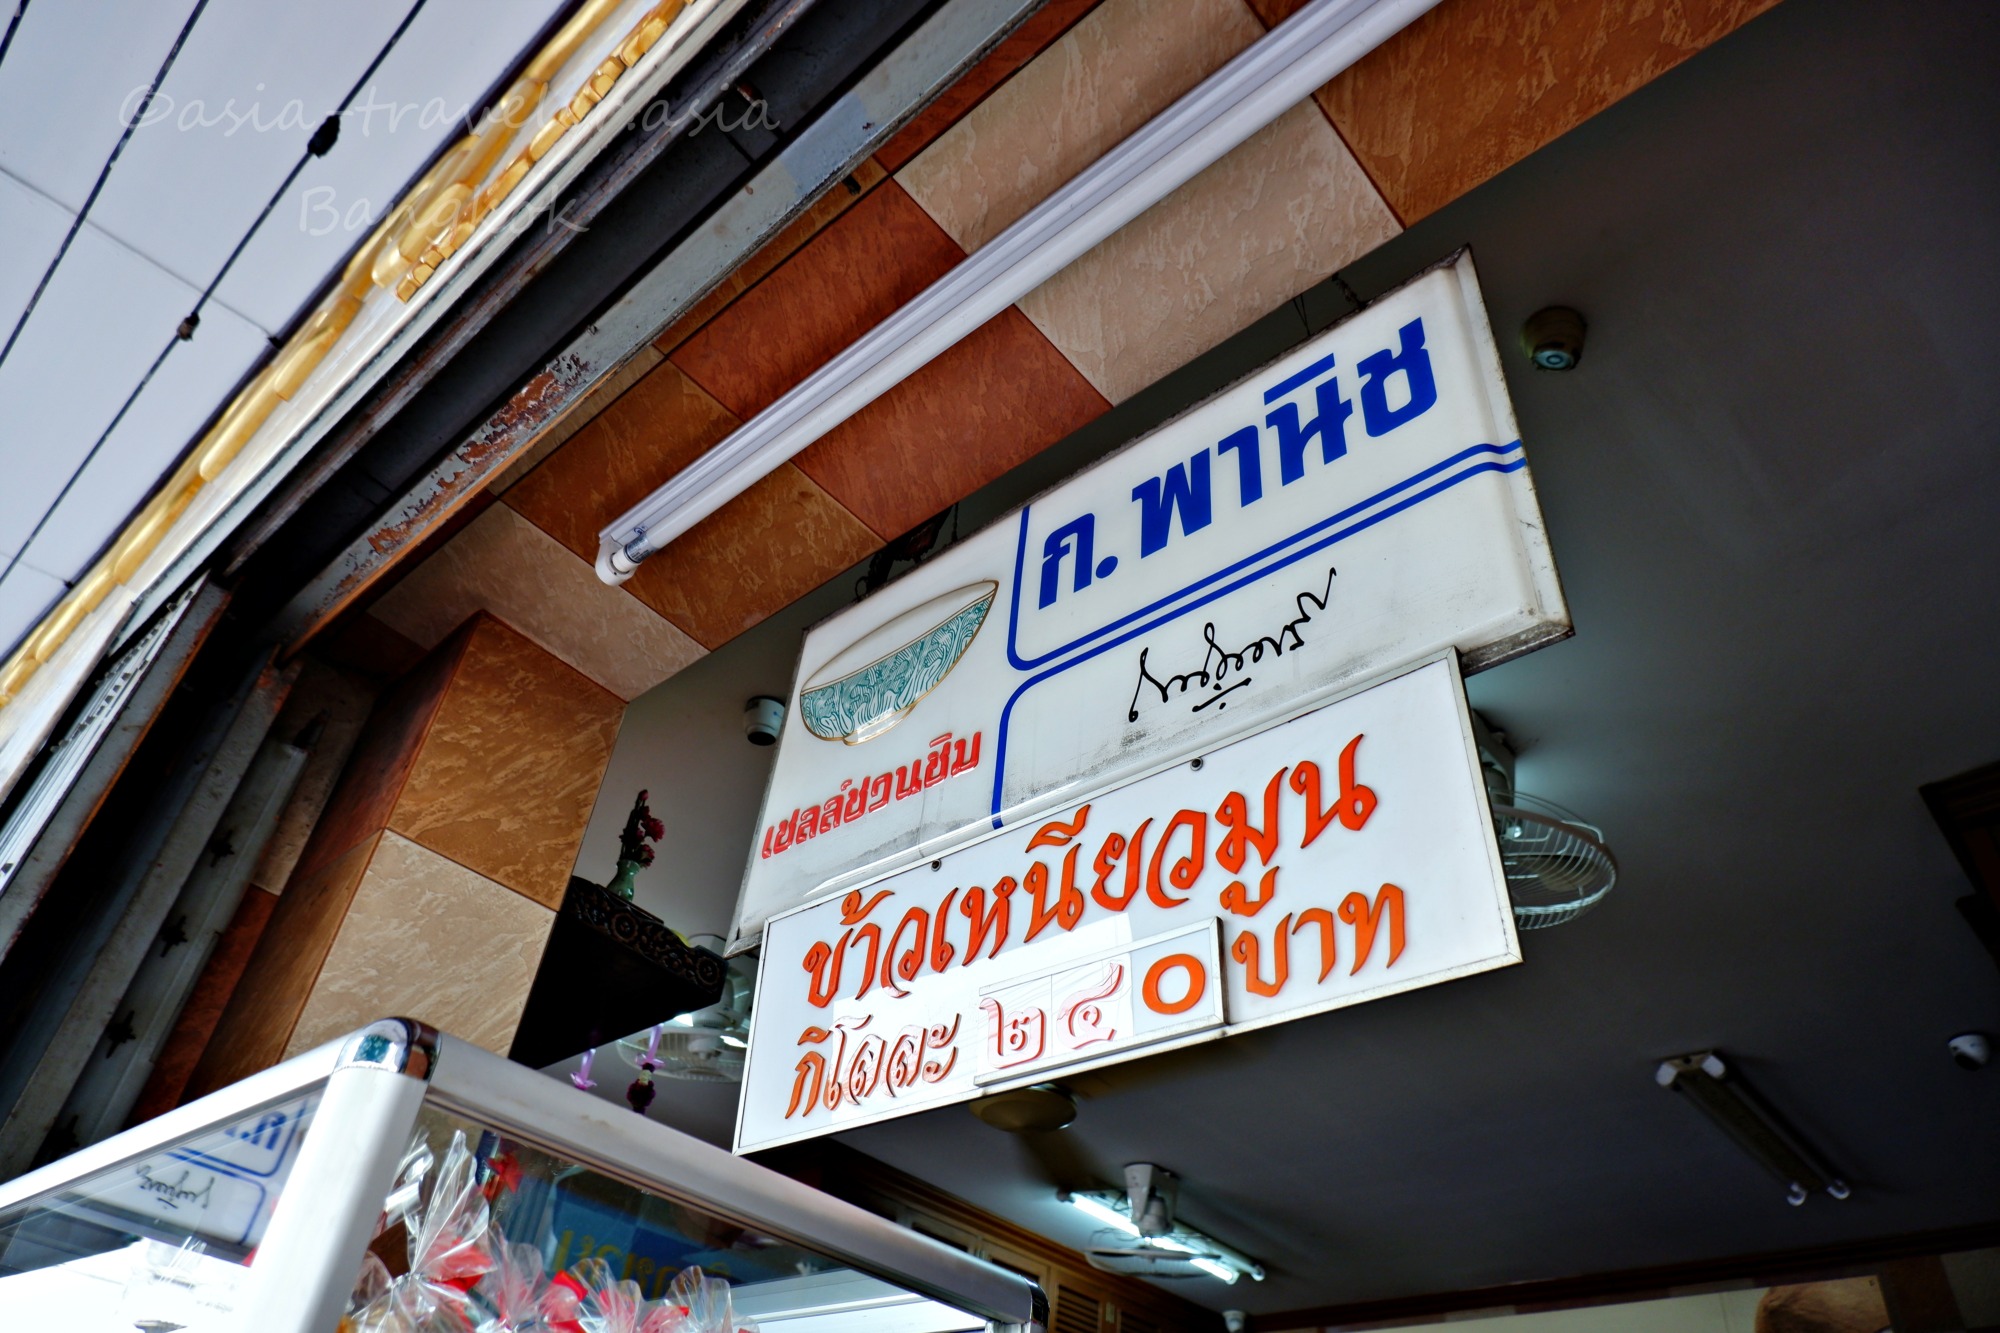 ©asia-travels.asia
Bangkok
ก. พานิช
เชลล์ชวนชิม
ข้าวเหนียวมูน
กิโลละ ๒๔๐ บาท